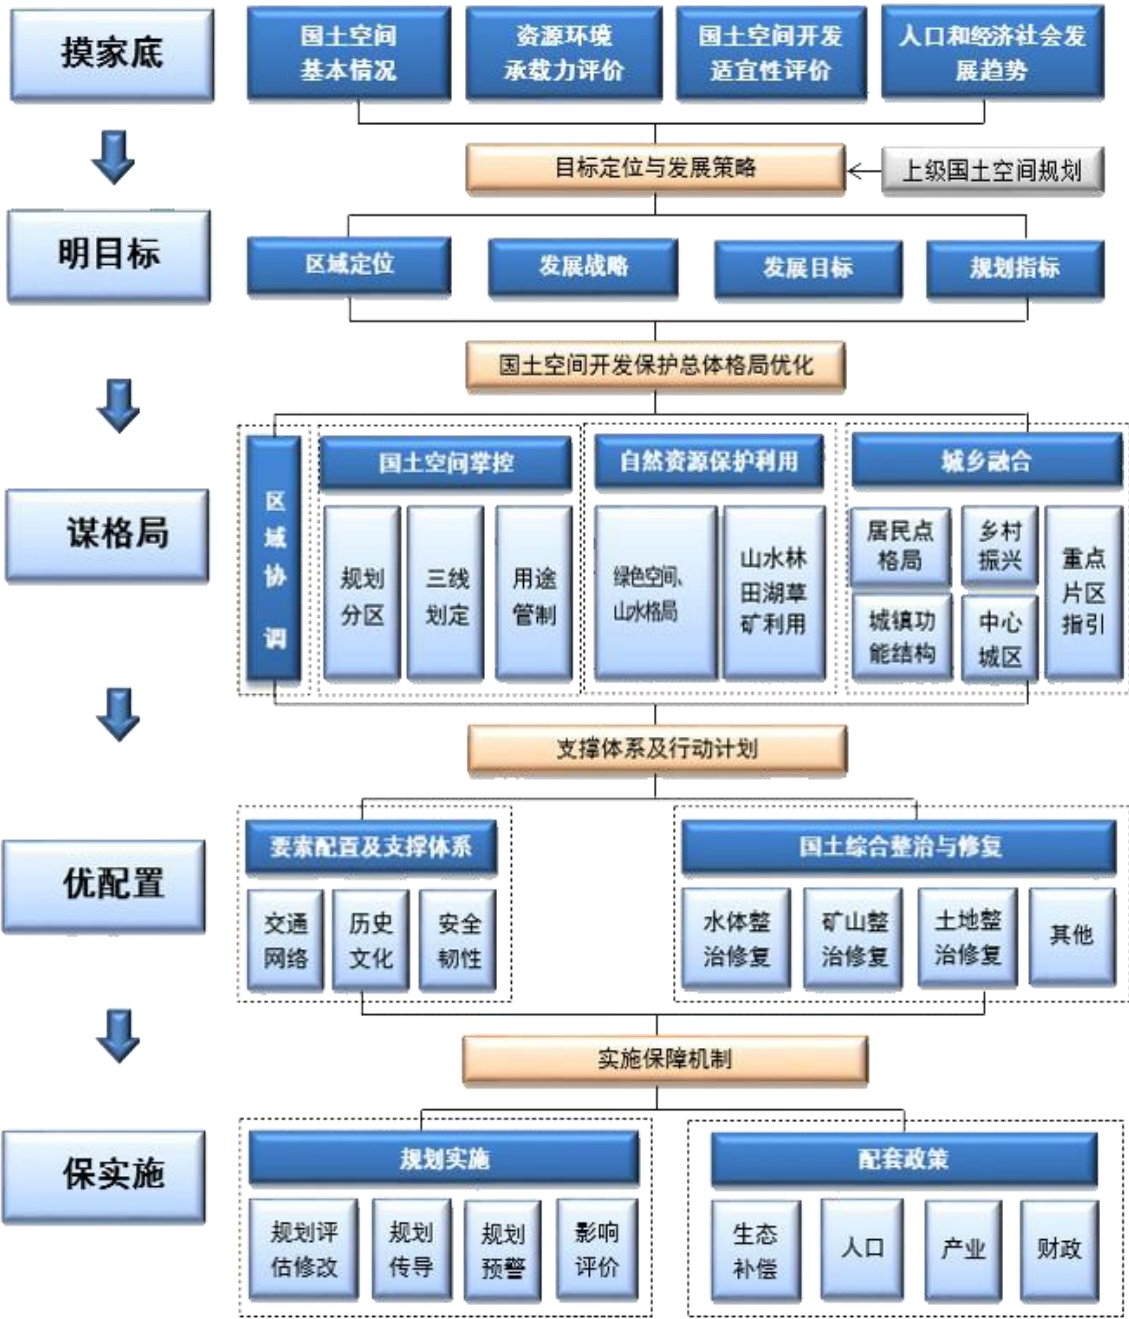 摸家底
国土空间
基本情况
资源环境
承载力评价
国土空间开发
适宜性评价
人口和经济社会发
展趋势
目标定位与发展策略
上级国土空间规划
明目标
区域定位
发展战略
发展目标
规划指标
国土空间开发保护总体格局优化
谋格局
区
域
协
调
国土空间掌控
规划
分区
三线
划定
用途
管制
自然资源保护利用
绿色空间、
山水格局
山水林
田湖草
矿利用
城乡融合
居民点
格局
乡村
振兴
城镇功
能结构
中心
城区
重点
片区
指引
支撑体系及行动计划
优配置
要素配置及支撑体系
交通
网络
历史
文化
安全
韧性
国土综合整治与修复
水体整
治修复
矿山整
治修复
土地整
治修复
其他
实施保障机制
保实施
规划实施
规划评
估修改
规划
传导
规划
预警
影响
评价
配套政策
生态
补偿
人口
产业
财政